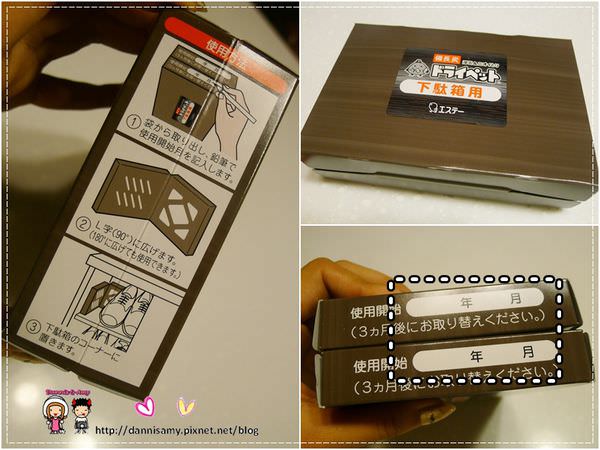 使用方法
① 袋から取り出し、鉛筆で
使用開始月を記入します。
② L字(90°)に広げます。
(180°に広げても使用できます。)
③ 下駄箱のコーナーに
置きます。
備長炭
ドライペット
下駄箱用
エステー
使用開始 年 月
(3ヵ月後にお取り替えください。)
使用開始 年 月
(3ヵ月後にお取り替えください。)
Dannis & Amy
http://dannisamy.pixnet.net/blog